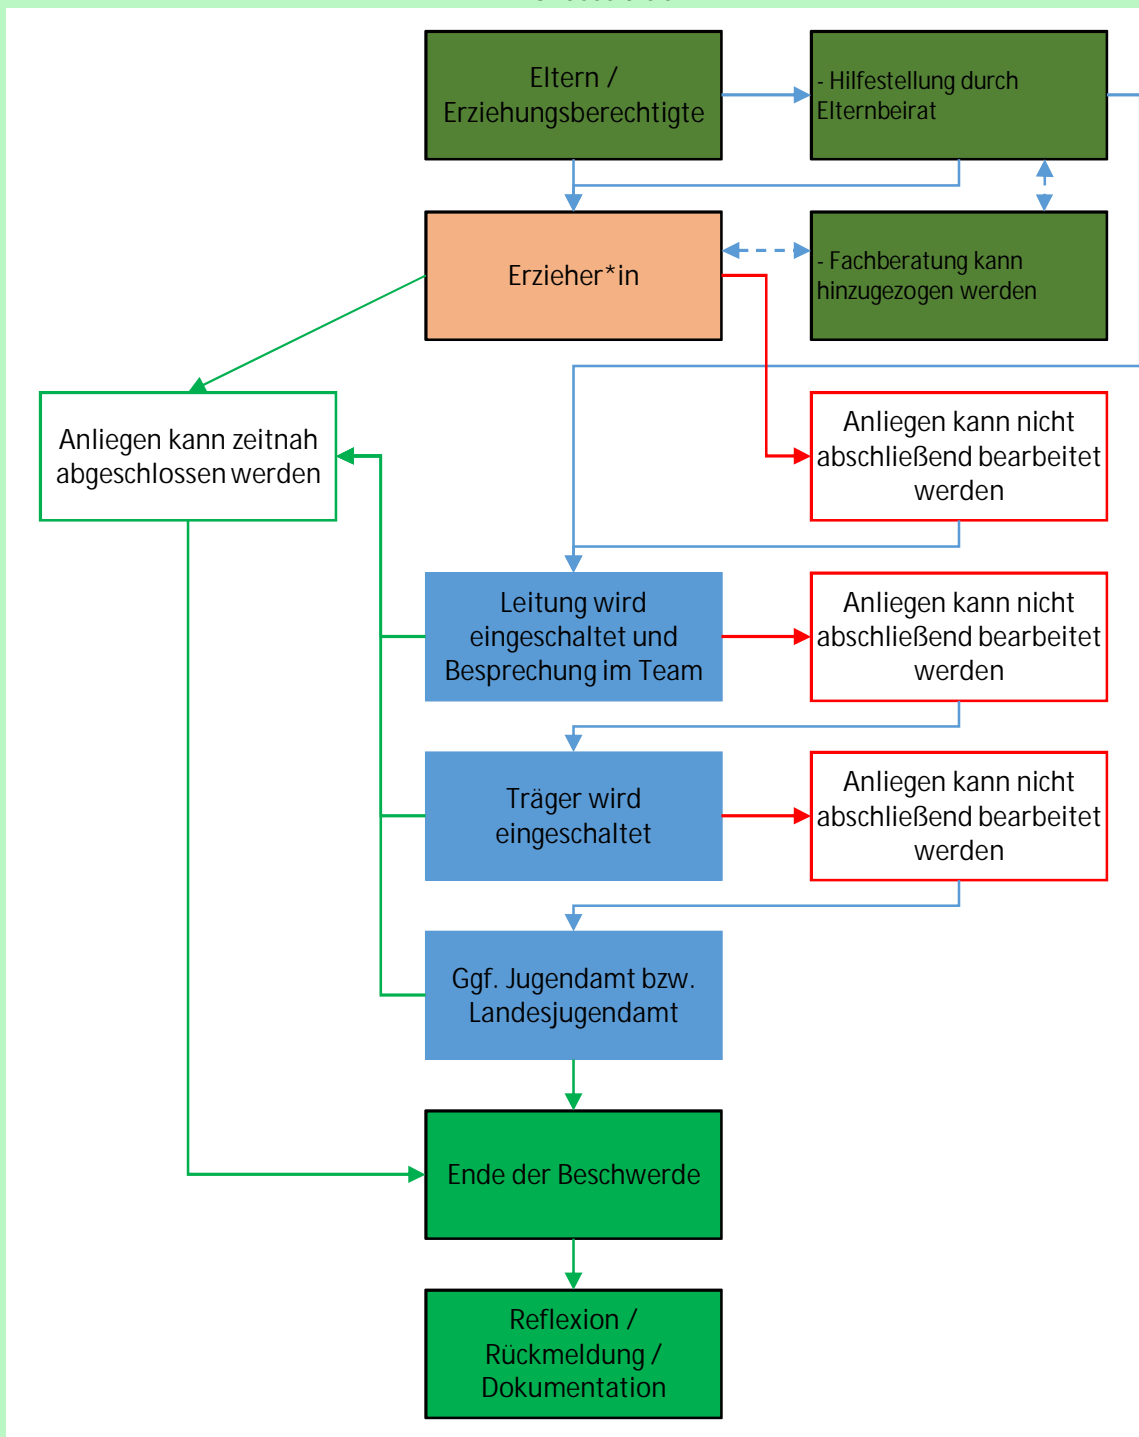 Eltern /
Erziehungsberechtigte
- Hilfestellung durch
Elternbeirat
Erzieher*in
- Fachberatung kann
hinzugezogen werden
Anliegen kann zeitnah
abgeschlossen werden
Anliegen kann nicht
abschließend bearbeitet
werden
Leitung wird
eingeschaltet und
Besprechung im Team
Anliegen kann nicht
abschließend bearbeitet
werden
Träger wird
eingeschaltet
Anliegen kann nicht
abschließend bearbeitet
werden
Ggf. Jugendamt bzw.
Landesjugendamt
Ende der Beschwerde
Reflexion /
Rückmeldung /
Dokumentation